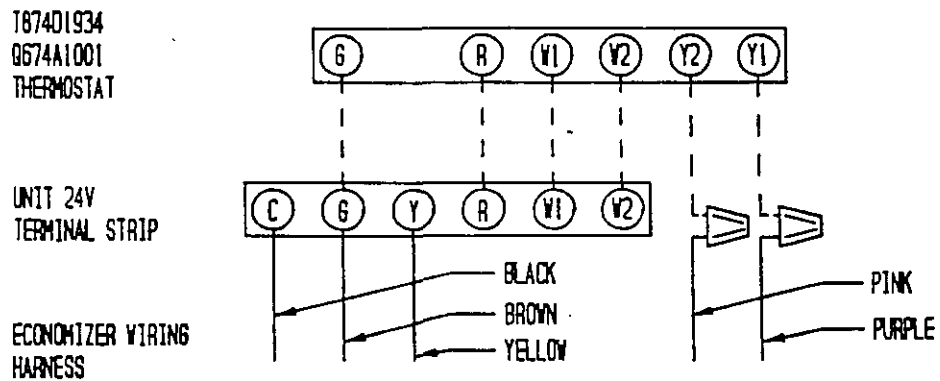 T874D1934
Q674A1001
THERMOSTAT
G R W1 W2 Y2 Y1
UNIT 24V
TERMINAL STRIP
C G Y R W1 W2
BLACK
BROWN
YELLOW
PINK
PURPLE
ECONOMIZER WIRING
HARNESS